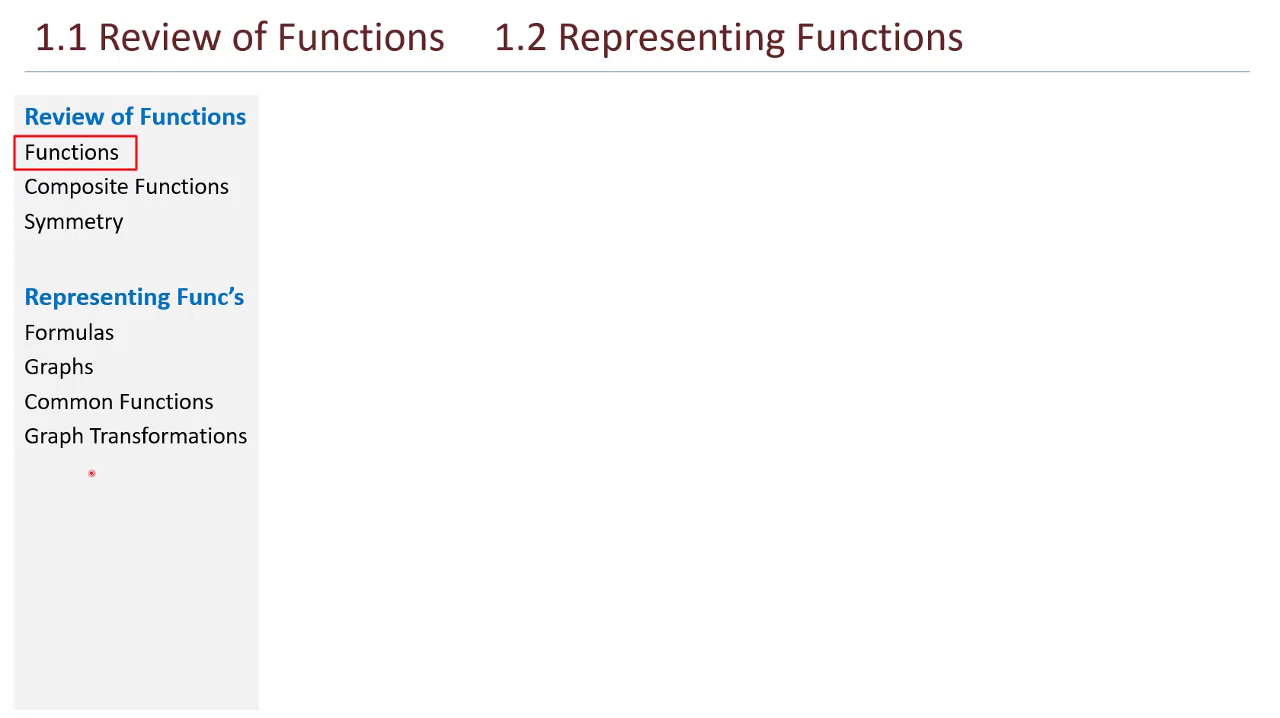 1.1 Review of Functions 1.2 Representing Functions
Review of Functions
Functions
Composite Functions
Symmetry
Representing Func’s
Formulas
Graphs
Common Functions
Graph Transformations